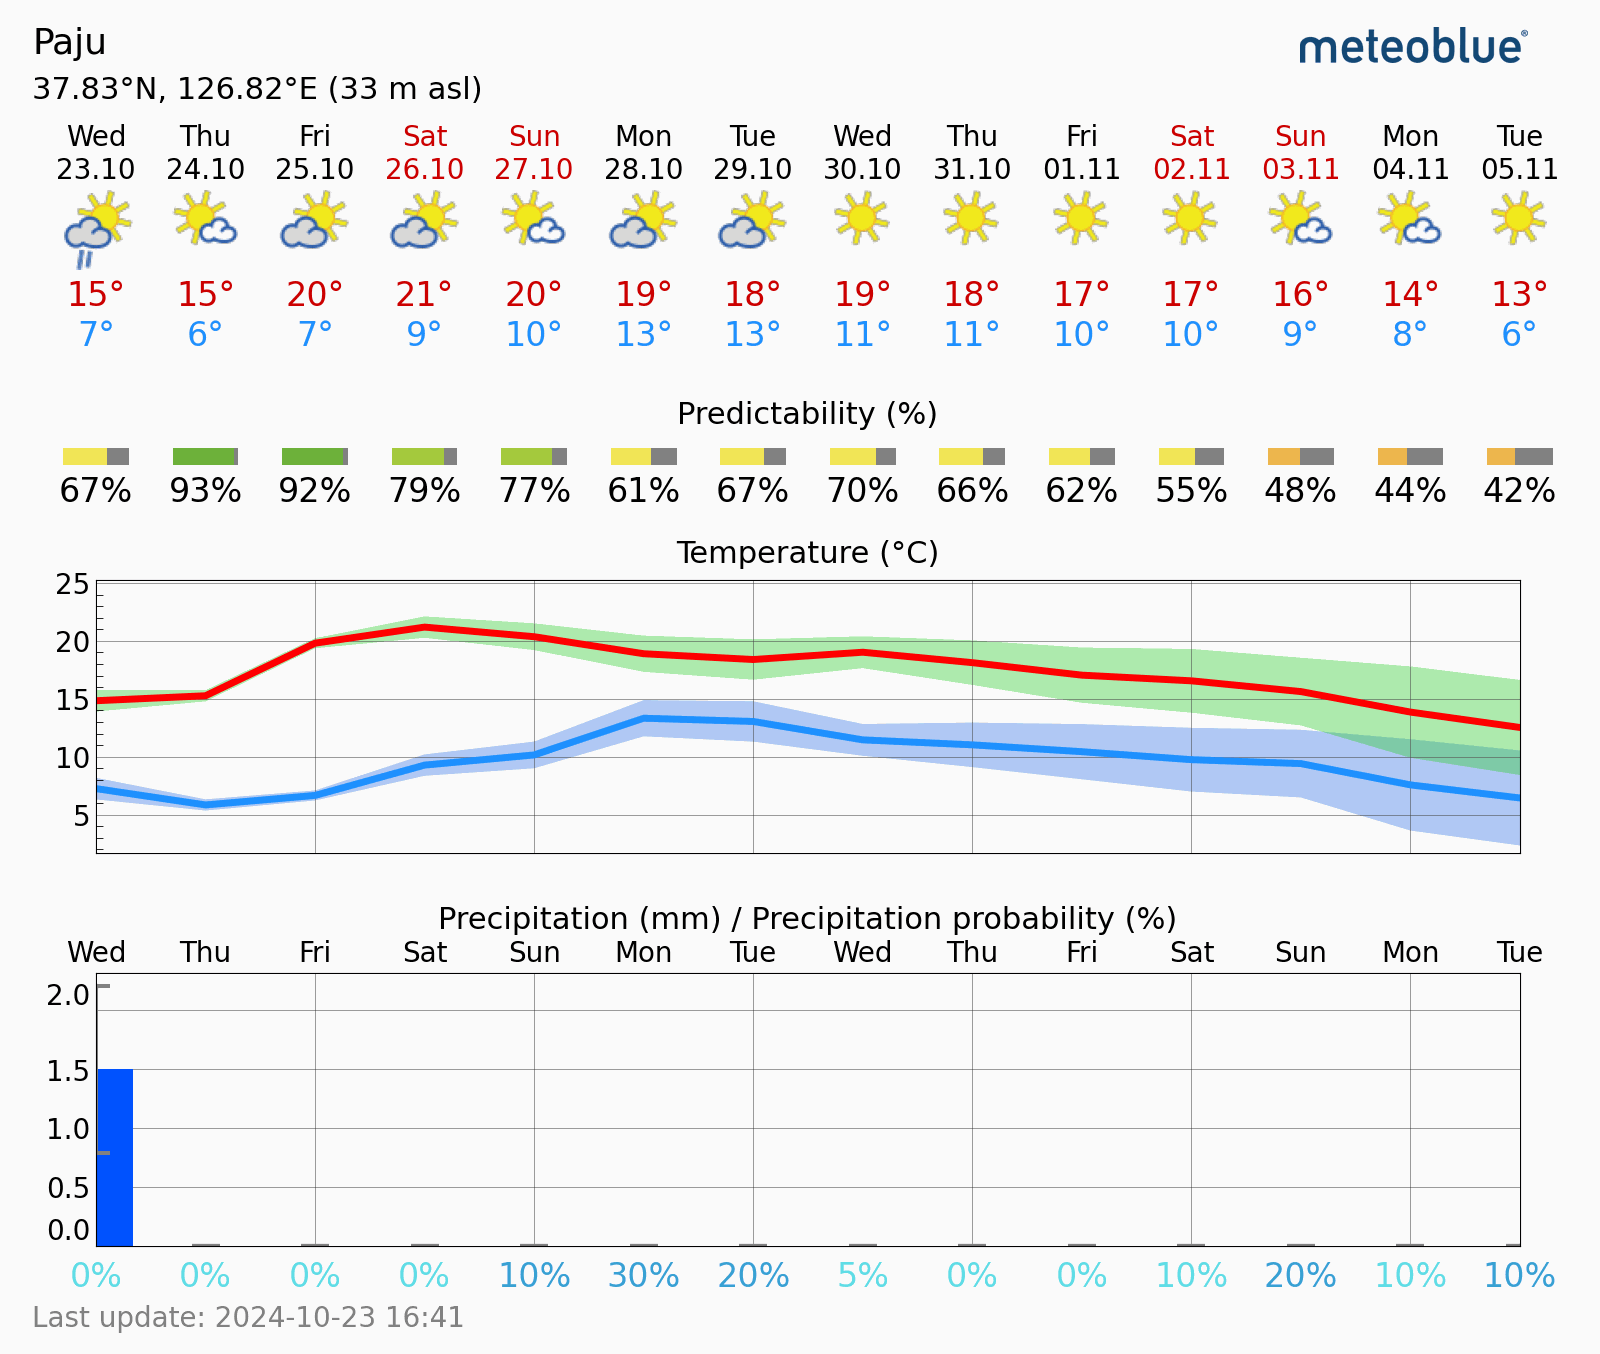 Paju
meteoblue®
37.83°N, 126.82°E (33 m asl)
Wed Thu Fri Sat Sun Mon Tue Wed Thu Fri Sat Sun Mon Tue
23.10 24.10 25.10 26.10 27.10 28.10 29.10 30.10 31.10 01.11 02.11 03.11 04.11 05.11
15° 15° 20° 21° 20° 19° 18° 19° 18° 17° 17° 16° 14° 13°
7° 6° 7° 9° 10° 13° 13° 11° 11° 10° 10° 9° 8° 6°
Predictability (%)
67% 93% 92% 79% 77% 61% 67% 70% 66% 62% 55% 48% 44% 42%
Temperature (°C)
25
20
15
10
5
Precipitation (mm) / Precipitation probability (%)
Wed Thu Fri Sat Sun Mon Tue Wed Thu Fri Sat Sun Mon Tue
2.0
1.5
1.0
0.5
0.0
0% 0% 0% 0% 10% 30% 20% 5% 0% 0% 10% 20% 10% 10%
Last update: 2024-10-23 16:41